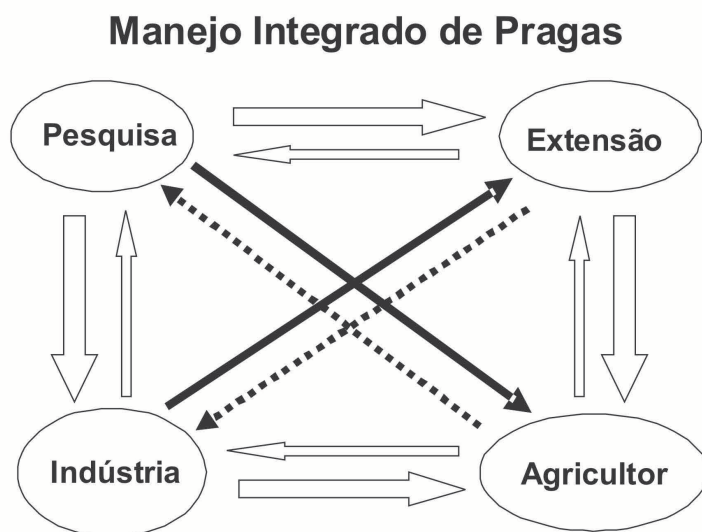 Manejo Integrado de Pragas
Pesquisa
Extensão
Indústria
Agricultor